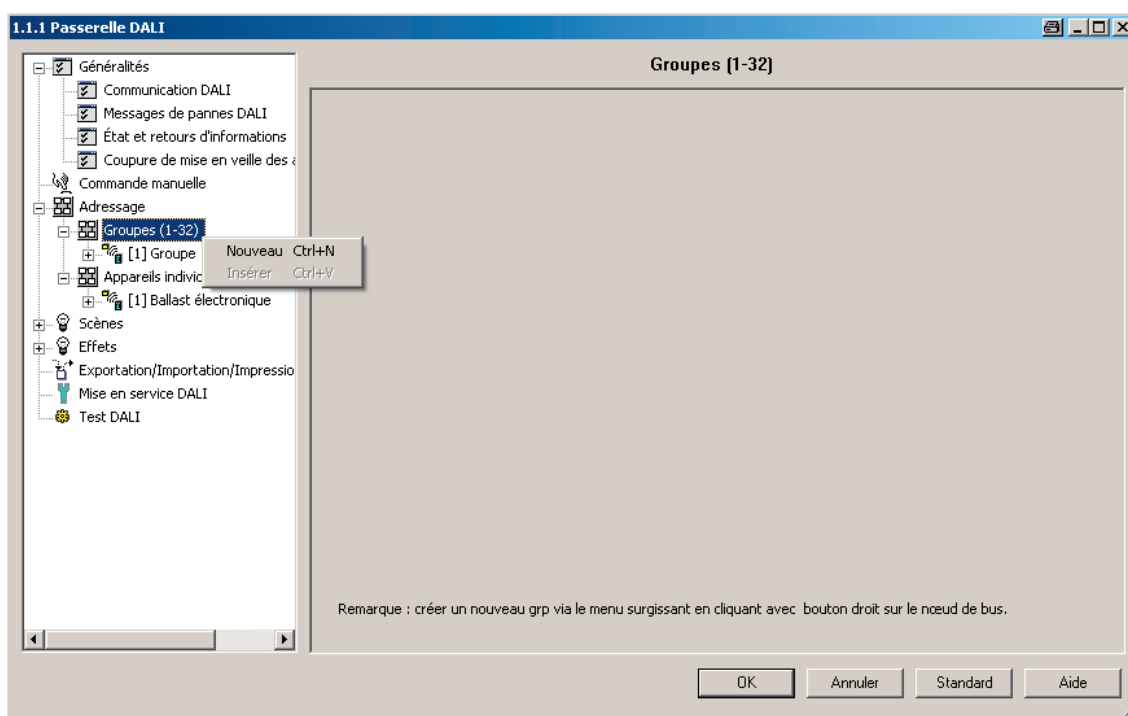 1.1.1 Passerelle DALI
Généralités
Communication DALI
Messages de pannes DALI
État et retours d'informations
Coupure de mise en veille des
Commande manuelle
Adressage
Groupes (1-32)
[1] Groupe
Appareils
[1] Ballast électronique
Scènes
Effets
Exportation/Importation/Impressio
Mise en service DALI
Test DALI
Nouveau Ctrl+N
Insérer Ctrl+V
Groupes (1-32)
Remarque : créer un nouveau grp via le menu surgissant en cliquant avec bouton droit sur le nœud de bus.
OK
Annuler
Standard
Aide